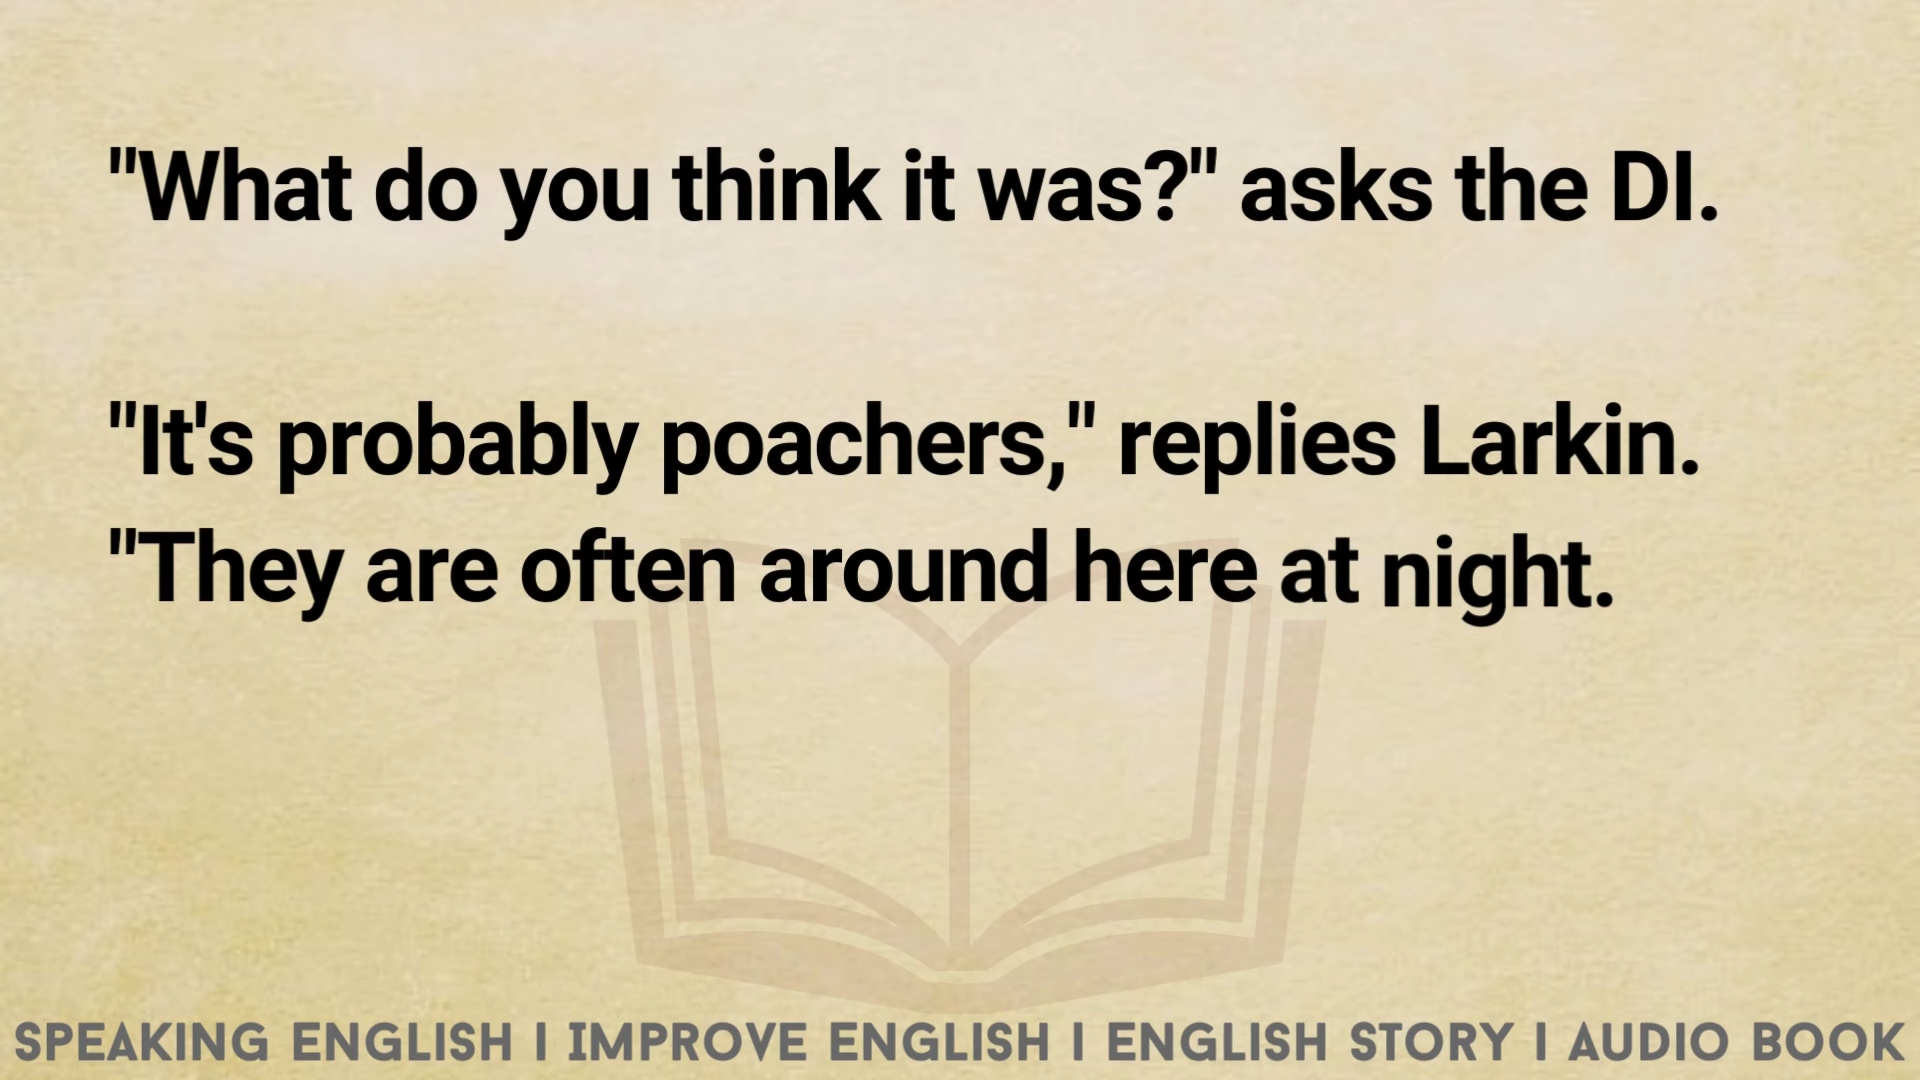 "What do you think it was?" asks the DI.
"It's probably poachers," replies Larkin.
"They are often around here at night.
SPEAKING ENGLISH I IMPROVE ENGLISH I ENGLISH STORY I AUDIO BOOK